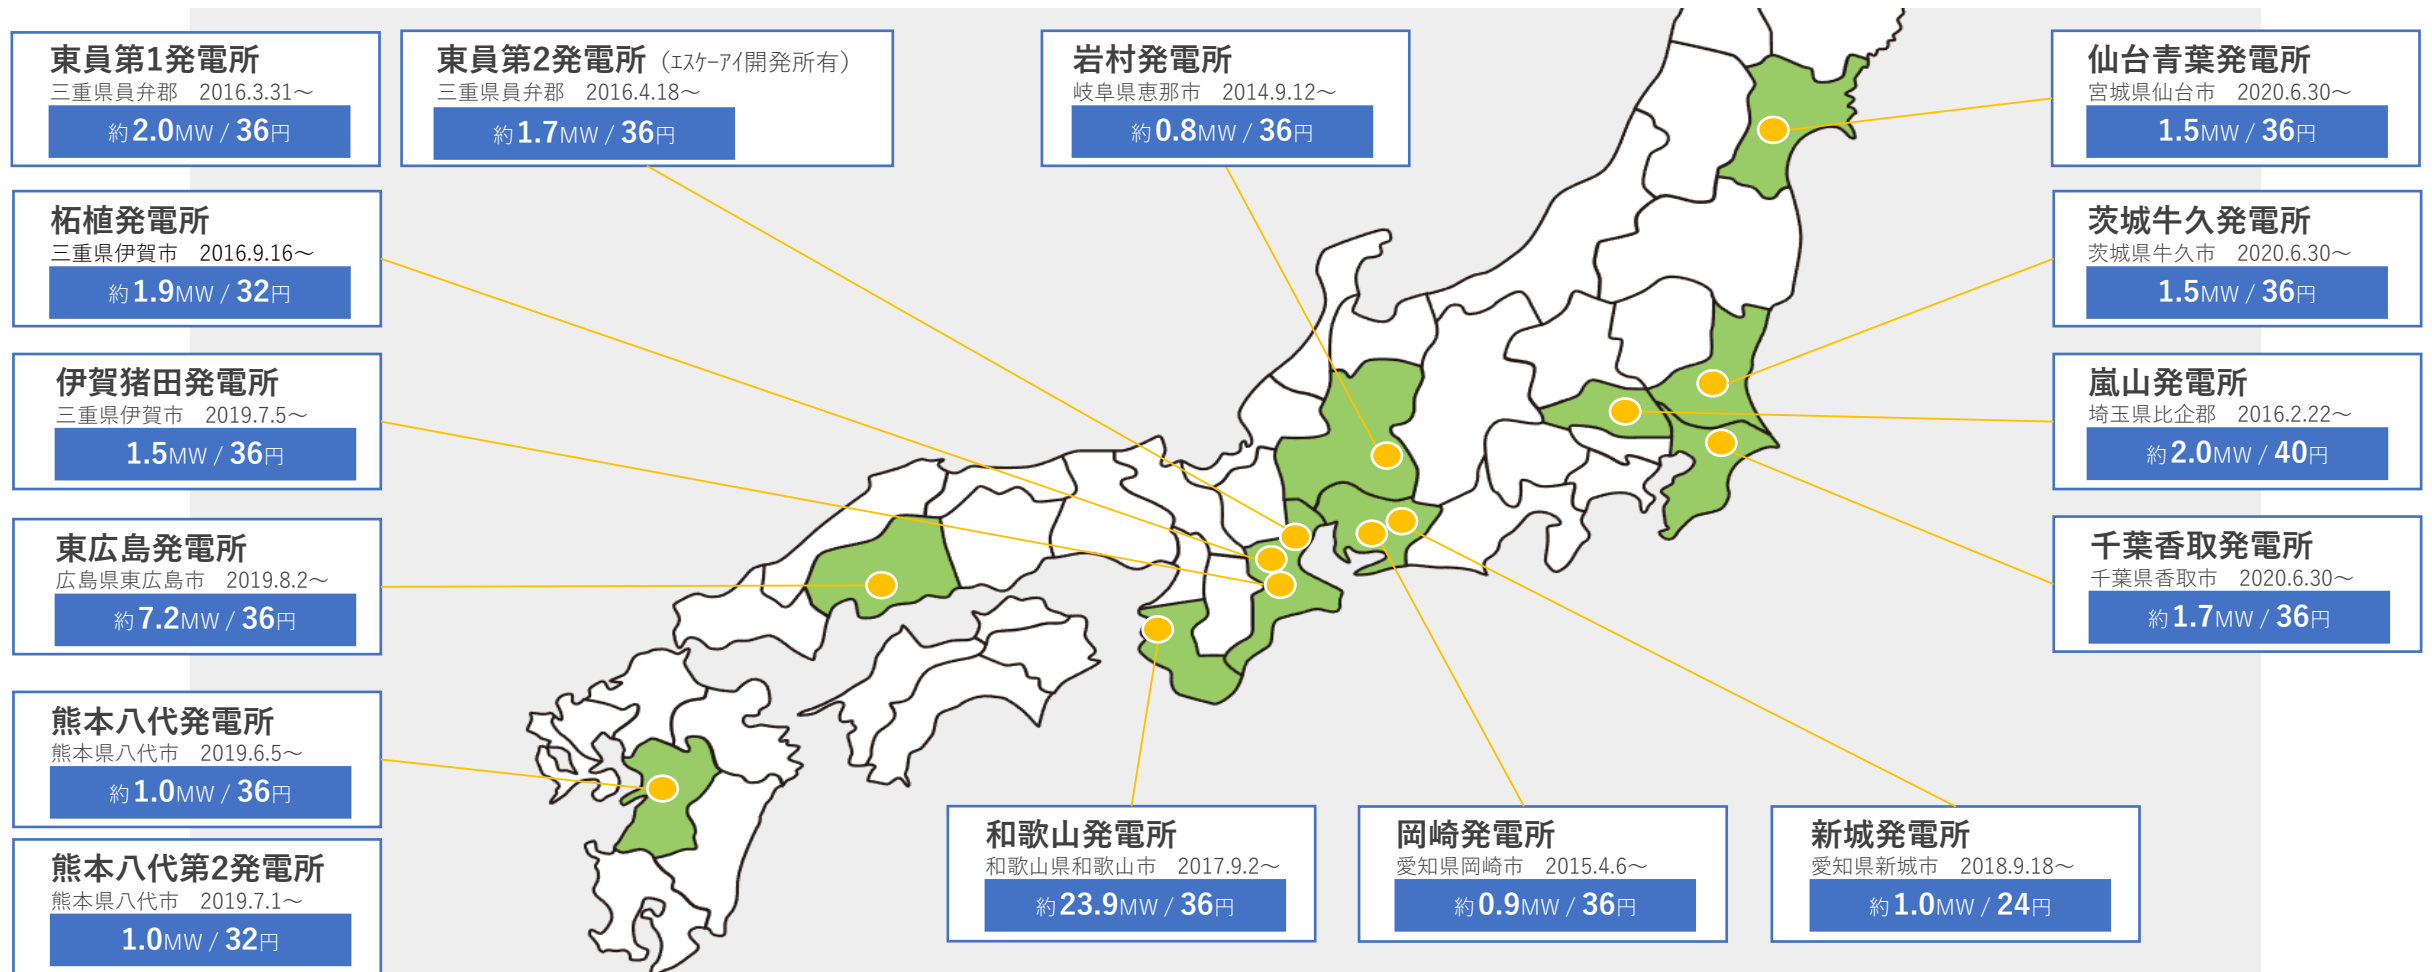 東員第1発電所
三重県員弁郡　2016.3.31～
約2.0MW / 36円
東員第2発電所（ｴｽｹｰｱｲ開発所有）
三重県員弁郡　2016.4.18～
約1.7MW / 36円
岩村発電所
岐阜県恵那市　2014.9.12～
約0.8MW / 36円
仙台青葉発電所
宮城県仙台市　2020.6.30～
1.5MW / 36円
柘植発電所
三重県伊賀市　2016.9.16～
約1.9MW / 32円
茨城牛久発電所
茨城県牛久市　2020.6.30～
1.5MW / 36円
伊賀猪田発電所
三重県伊賀市　2019.7.5～
1.5MW / 36円
嵐山発電所
埼玉県比企郡　2016.2.22～
約2.0MW / 40円
東広島発電所
広島県東広島市　2019.8.2～
約7.2MW / 36円
千葉香取発電所
千葉県香取市　2020.6.30～
約1.7MW / 36円
熊本八代発電所
熊本県八代市　2019.6.5～
約1.0MW / 36円
熊本八代第2発電所
熊本県八代市　2019.7.1～
1.0MW / 32円
和歌山発電所
和歌山県和歌山市　2017.9.2～
約23.9MW / 36円
岡崎発電所
愛知県岡崎市　2015.4.6～
約0.9MW / 36円
新城発電所
愛知県新城市　2018.9.18～
約1.0MW / 24円